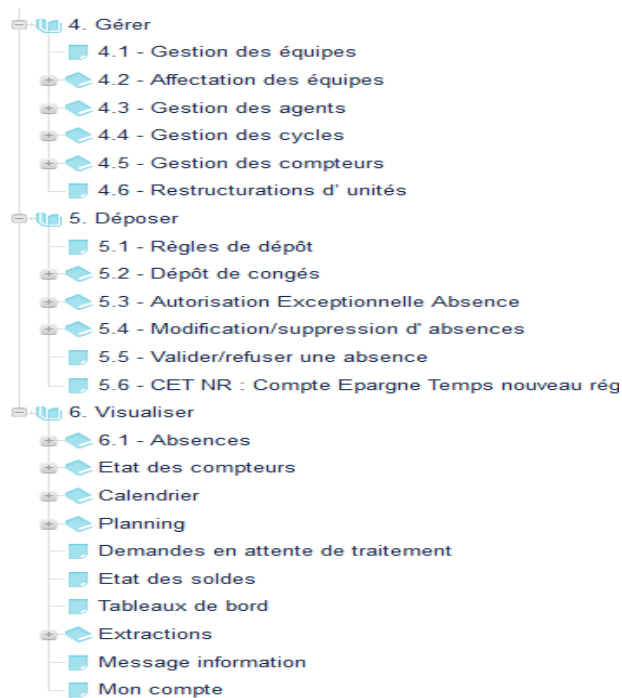 4. Gérer
4.1 - Gestion des équipes
4.2 - Affectation des équipes
4.3 - Gestion des agents
4.4 - Gestion des cycles
4.5 - Gestion des compteurs
4.6 - Restructurations d' unités
5. Déposer
5.1 - Règles de dépôt
5.2 - Dépôt de congés
5.3 - Autorisation Exceptionnelle Absence
5.4 - Modification/suppression d' absences
5.5 - Valider/refuser une absence
5.6 - CET NR : Compte Epargne Temps nouveau rég
6. Visualiser
6.1 - Absences
Etat des compteurs
Calendrier
Planning
Demandes en attente de traitement
Etat des soldes
Tableaux de bord
Extractions
Message information
Mon compte